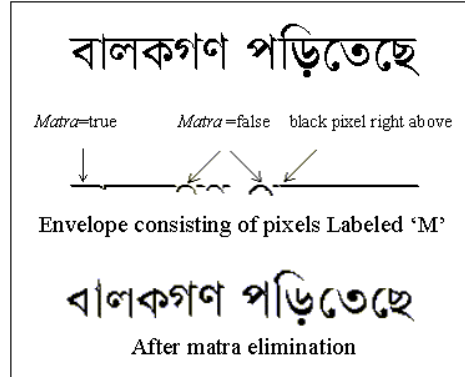 বালকগণ পড়িতেছে
Matra=true Matra=false black pixel right above
Envelope consisting of pixels Labeled ‘M’
বালকগণ পড়িতেছে
After matra elimination